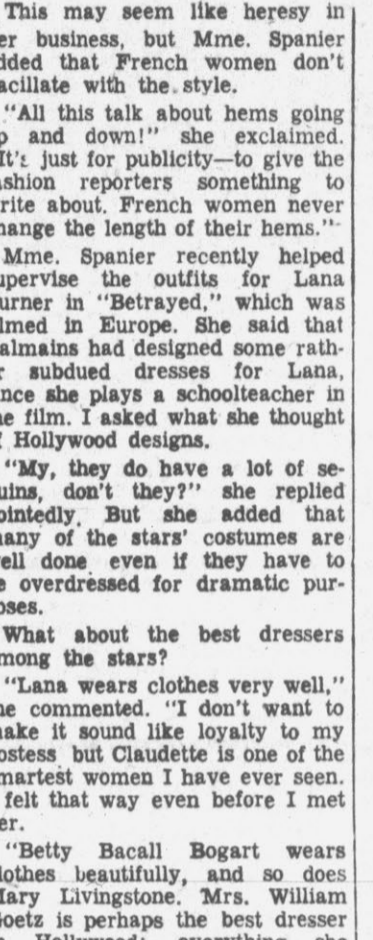 This may seem like heresy in
er business, but Mme. Spanier
dded that French women don't
acillate with the style.
"All this talk about hems going
p and down!" she exclaimed.
It's just for publicity—to give the
ashion reporters something to
rite about. French women never
hange the length of their hems."
Mme. Spanier recently helped
upervise the outfits for Lana
urner in "Betrayed," which was
lmed in Europe. She said that
almains had designed some rath-
r subdued dresses for Lana,
nce she plays a schoolteacher in
he film. I asked what she thought
f Hollywood designs.
"My, they do have a lot of se-
uins, don't they?" she replied
ointedly. But she added that
any of the stars' costumes are
ell done even if they have to
e overdressed for dramatic pur-
oses.
What about the best dressers
mong the stars?
"Lana wears clothes very well,"
he commented. "I don't want to
ake it sound like loyalty to my
ostess but Claudette is one of the
martest women I have ever seen.
felt that way even before I met
er.
"Betty Bacall Bogart wears
lothes beautifully, and so does
Mary Livingstone. Mrs. William
oetz is perhaps the best dresser
Hollywood; everything she